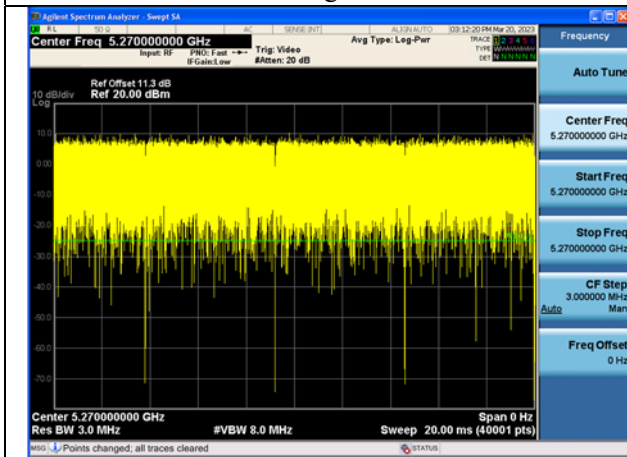 Agilent Spectrum Analyzer - Swept SA
RL 50 Ω AC SENSE:INT ALIGNAUTO 03:12:20 PM Mar 20, 2023
Center Freq 5.270000000 GHz
Input: RF PNO: Fast Trig: Video Avg Type: Log-Pwr TRACE 1 2 3 4 5 6
IFGain:Low #Atten: 20 dB TYPE
DET N N N N N N
Ref Offset 11.3 dB
10 dB/div Ref 20.00 dBm
Log
10.0
0.00
-10.0
-20.0
-30.0
-40.0
-50.0
-60.0
-70.0
Center 5.270000000 GHz Span 0 Hz
Res BW 3.0 MHz #VBW 8.0 MHz Sweep 20.00 ms (40001 pts)
MSG Points changed; all traces cleared STATUS
Frequency
Auto Tune
Center Freq
5.270000000 GHz
Start Freq
5.270000000 GHz
Stop Freq
5.270000000 GHz
CF Step
3.000000 MHz
Auto Man
Freq Offset
0 Hz